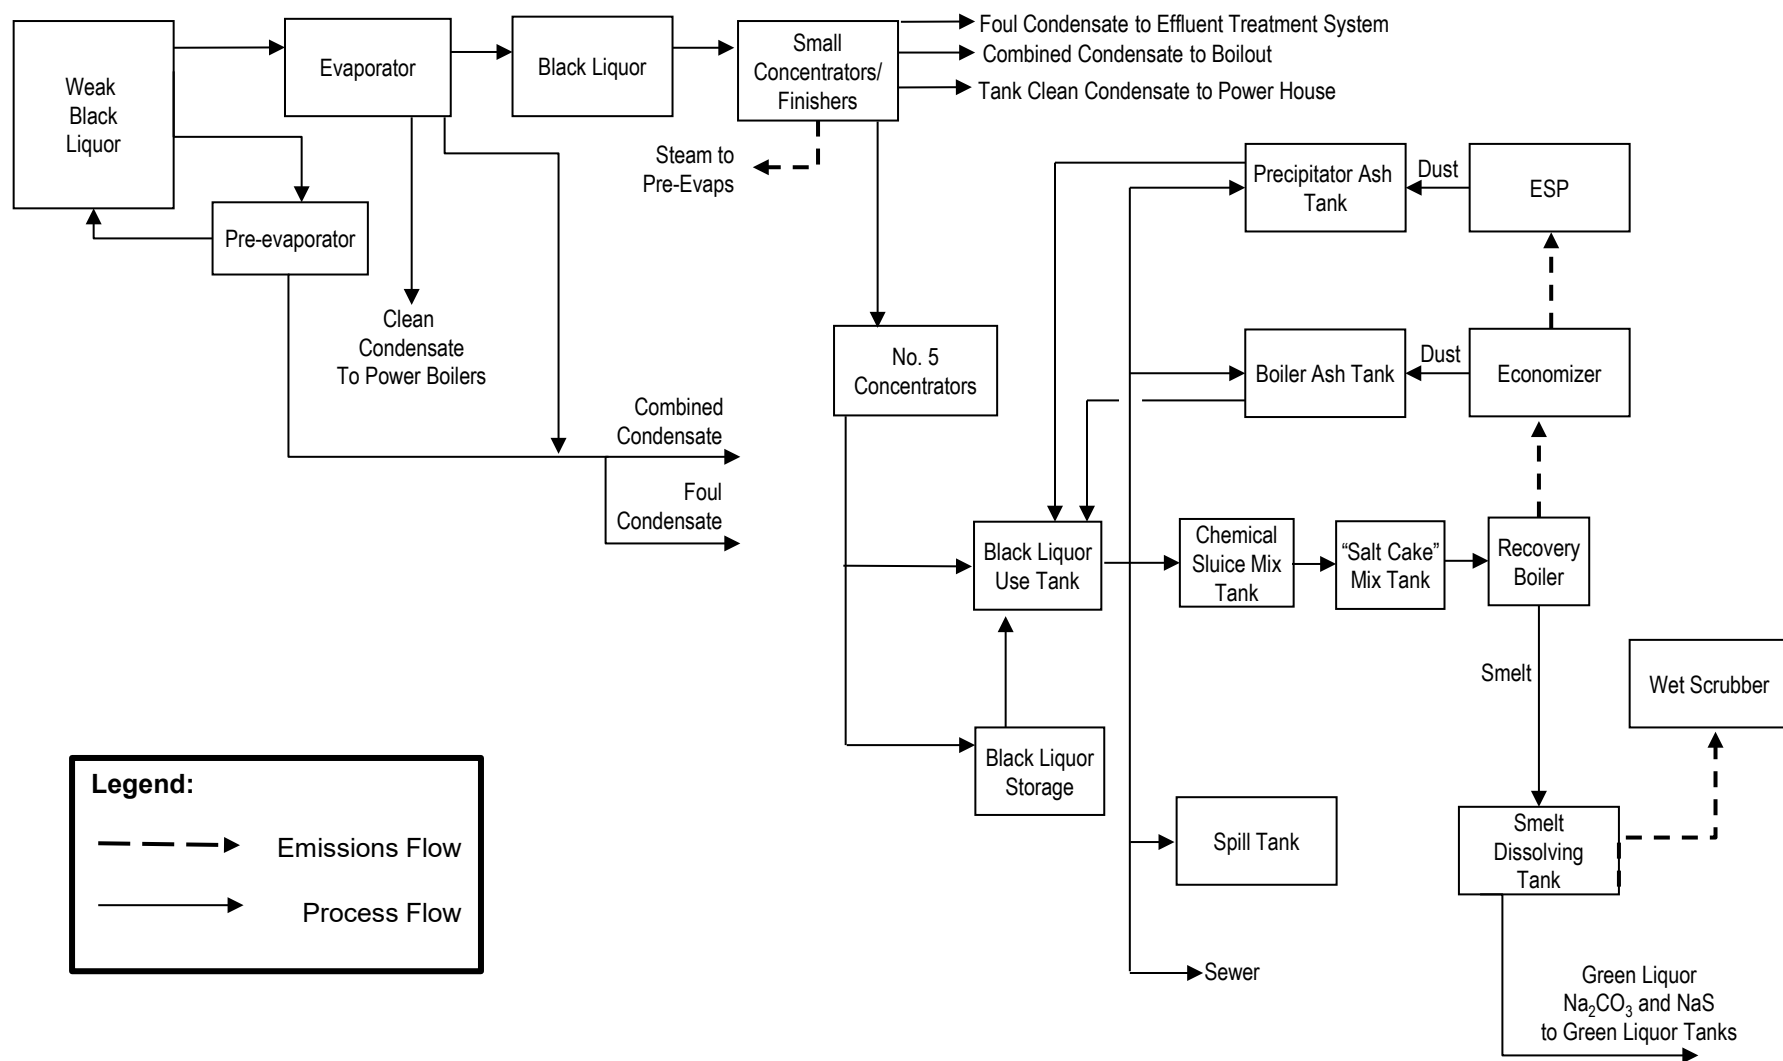 Weak
Black
Liquor
Evaporator
Black Liquor
Small
Concentrators/
Finishers
Foul Condensate to Effluent Treatment System
Combined Condensate to Boilout
Tank Clean Condensate to Power House
Steam to
Pre-Evaps
Pre-evaporator
Clean
Condensate
To Power Boilers
Combined
Condensate
Foul
Condensate
No. 5
Concentrators
Precipitator Ash
Tank
Dust
ESP
Boiler Ash Tank
Dust
Economizer
Black Liquor
Use Tank
Chemical
Sluice Mix
Tank
“Salt Cake”
Mix Tank
Recovery
Boiler
Smelt
Wet Scrubber
Black Liquor
Storage
Spill Tank
Smelt
Dissolving
Tank
Sewer
Green Liquor
Na₂CO₃ and NaS
to Green Liquor Tanks
Legend:
Emissions Flow
Process Flow